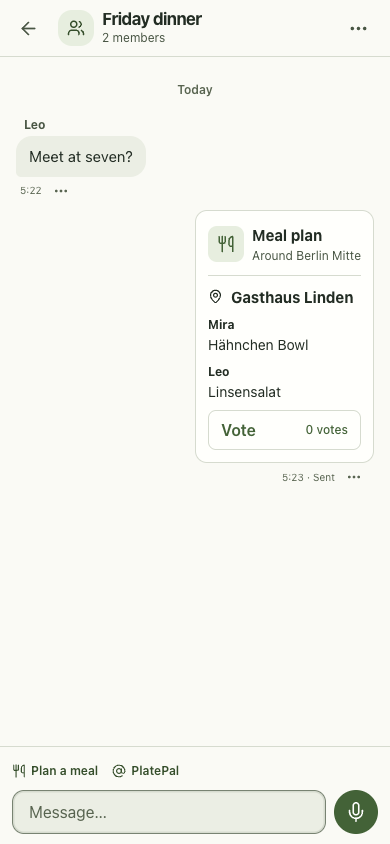 Friday dinner
2 members
Today
Leo
Meet at seven?
5:22
Meal plan
Around Berlin Mitte
Gasthaus Linden
Mira
Hähnchen Bowl
Leo
Linsensalat
Vote 0 votes
5:23 · Sent
Plan a meal PlatePal
Message...